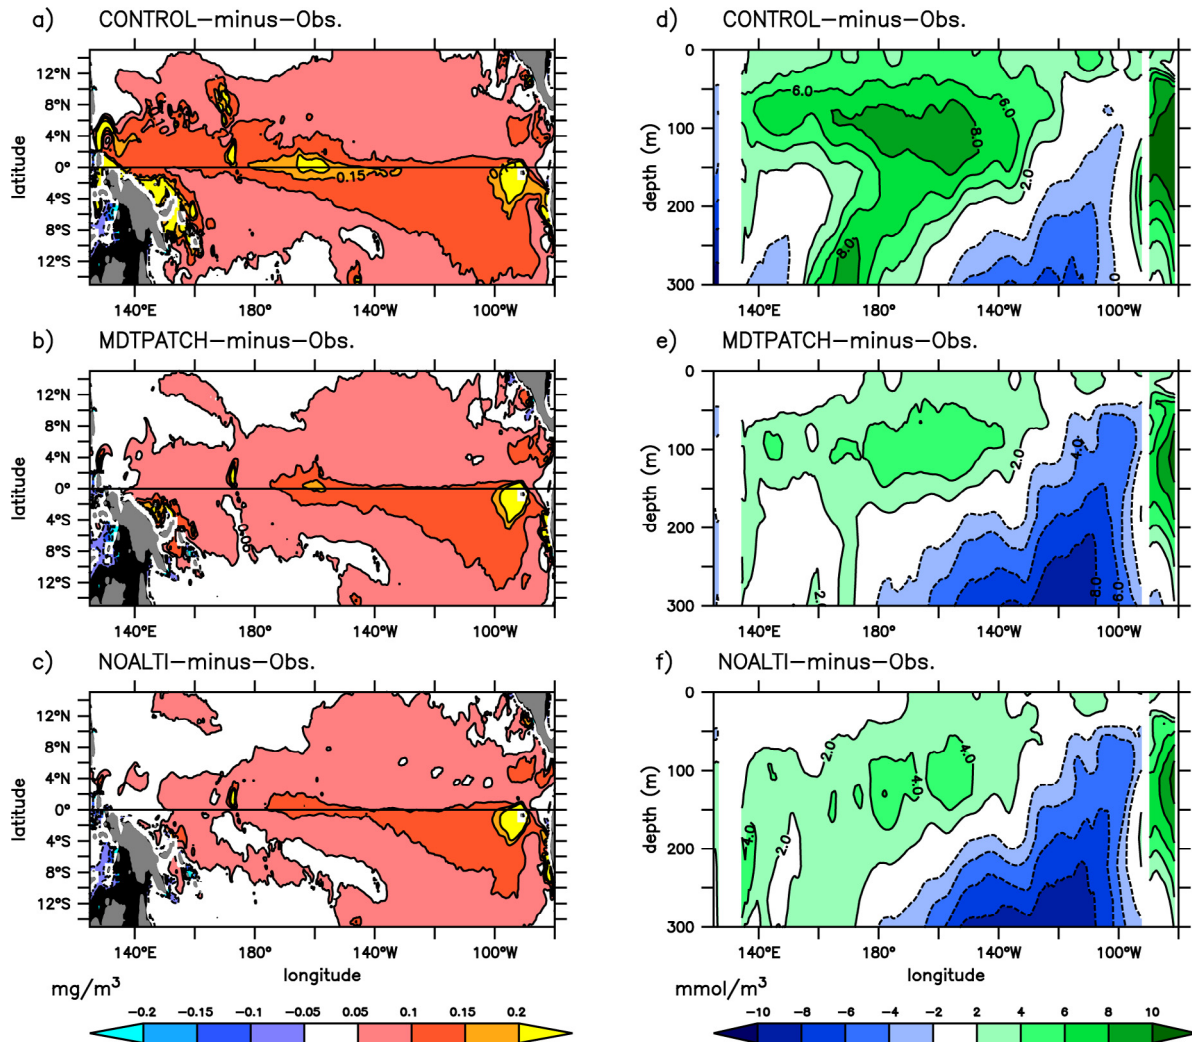 a) CONTROL-minus-Obs.
12°N
8°N
4°N
0°
4°S
8°S
12°S
latitude
0.15
140°E 180° 140°W 100°W
d) CONTROL-minus-Obs.
0
100
200
300
depth (m)
6.0
6.0
8.0
2.0
8.0
140°E 180° 140°W 100°W
b) MDTPATCH-minus-Obs.
12°N
8°N
4°N
0°
4°S
8°S
12°S
latitude
0.06
140°E 180° 140°W 100°W
e) MDTPATCH-minus-Obs.
0
100
200
300
depth (m)
4.0
2.0
2.0
8.0
6.0
140°E 180° 140°W 100°W
c) NOALTI-minus-Obs.
12°N
8°N
4°N
0°
4°S
8°S
12°S
latitude
140°E 180° 140°W 100°W
longitude
f) NOALTI-minus-Obs.
0
100
200
300
depth (m)
2.0
4.0
4.0
4.0
2.0
140°E 180° 140°W 100°W
longitude
mg/m³
-0.2 -0.15 -0.1 -0.05 0.05 0.1 0.15 0.2
mmol/m³
-10 -8 -6 -4 -2 2 4 6 8 10